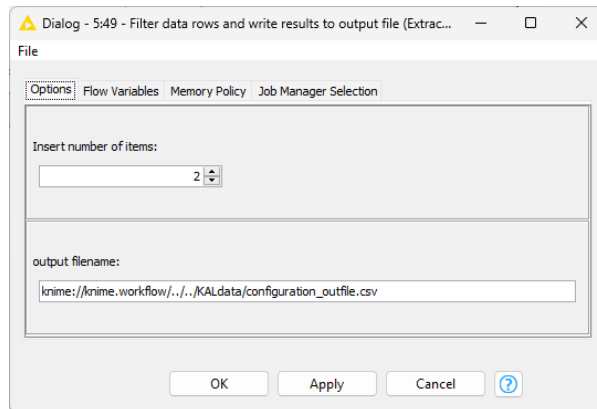 Dialog - 5:49 - Filter data rows and write results to output file (Extrac...
File
Options Flow Variables Memory Policy Job Manager Selection
Insert number of items:
2
output filename:
knime://knime.workflow/../../KALdata/configuration_outfile.csv
OK Apply Cancel ?